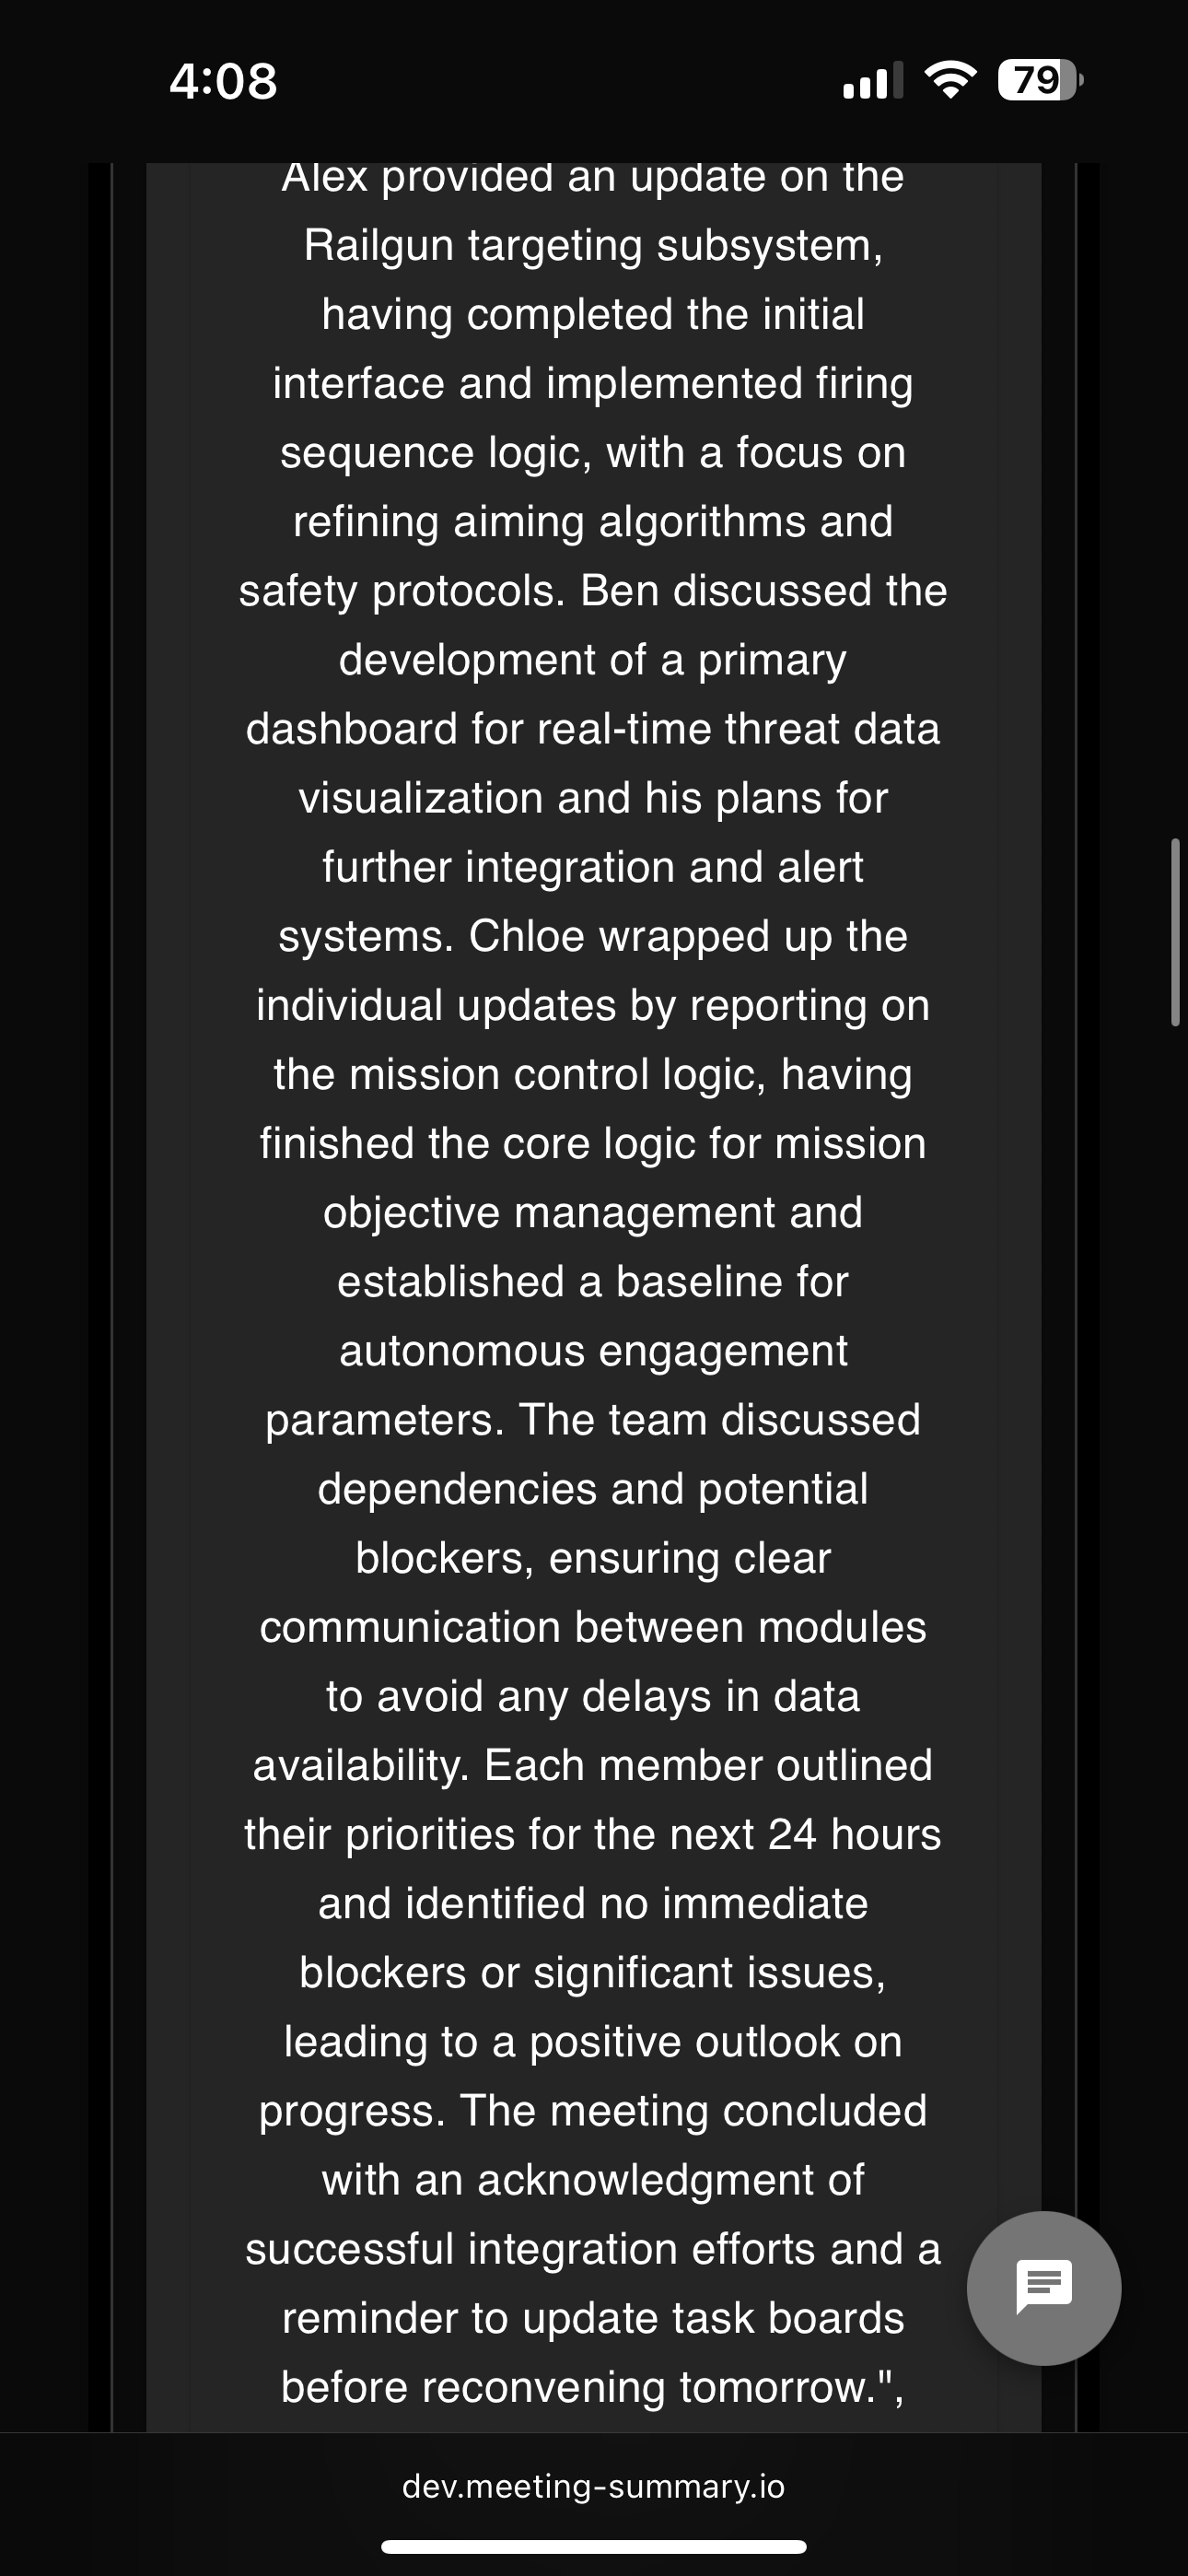 4:08
79
Alex provided an update on the
Railgun targeting subsystem,
having completed the initial
interface and implemented firing
sequence logic, with a focus on
refining aiming algorithms and
safety protocols. Ben discussed the
development of a primary
dashboard for real-time threat data
visualization and his plans for
further integration and alert
systems. Chloe wrapped up the
individual updates by reporting on
the mission control logic, having
finished the core logic for mission
objective management and
established a baseline for
autonomous engagement
parameters. The team discussed
dependencies and potential
blockers, ensuring clear
communication between modules
to avoid any delays in data
availability. Each member outlined
their priorities for the next 24 hours
and identified no immediate
blockers or significant issues,
leading to a positive outlook on
progress. The meeting concluded
with an acknowledgment of
successful integration efforts and a
reminder to update task boards
before reconvening tomorrow.",
dev.meeting-summary.io